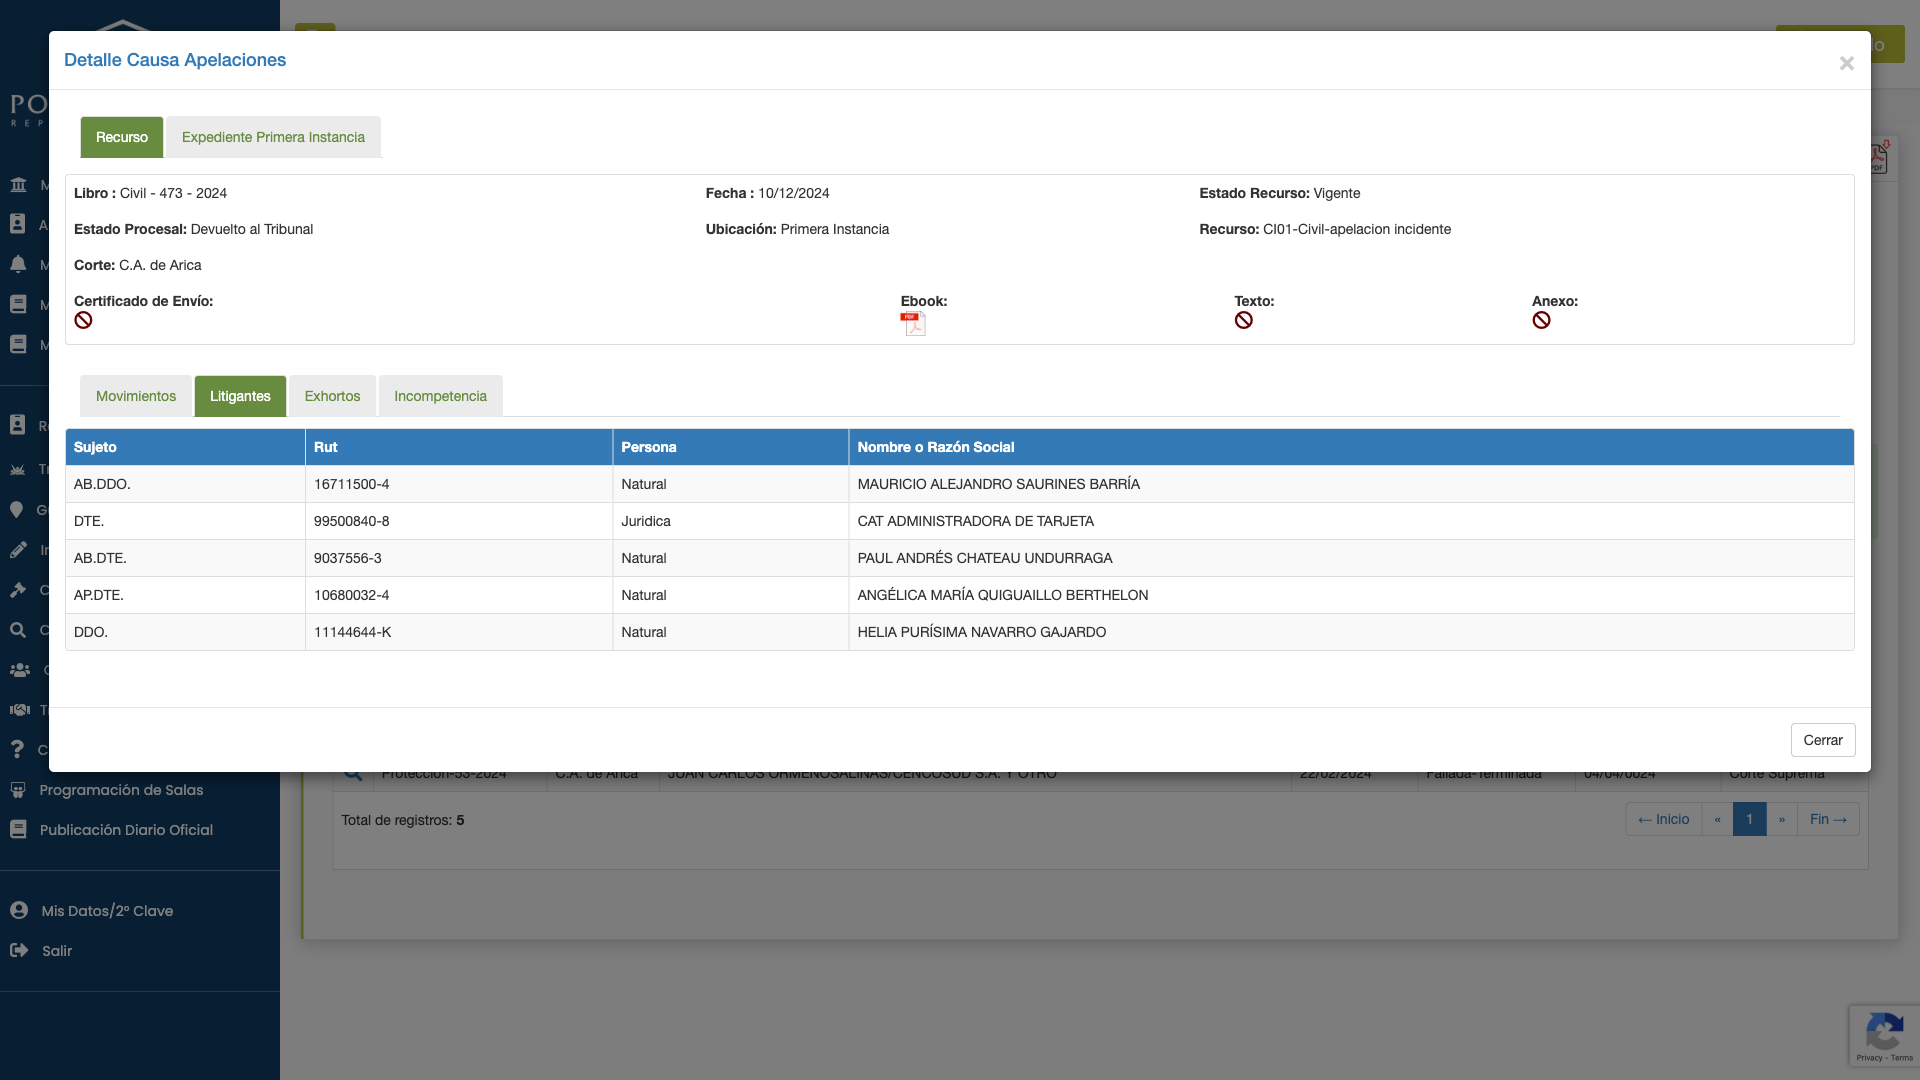 Detalle Causa Apelaciones
×
Recurso
Expediente Primera Instancia
Libro : Civil - 473 - 2024
Fecha : 10/12/2024
Estado Recurso: Vigente
Estado Procesal: Devuelto al Tribunal
Ubicación: Primera Instancia
Recurso: CI01-Civil-apelacion incidente
Corte: C.A. de Arica
Certificado de Envío:
Ebook:
Texto:
Anexo:
PDF
Movimientos
Litigantes
Exhortos
Incompetencia
Sujeto Rut Persona Nombre o Razón Social
AB.DDO. 16711500-4 Natural MAURICIO ALEJANDRO SAURINES BARRÍA
DTE. 99500840-8 Juridica CAT ADMINISTRADORA DE TARJETA
AB.DTE. 9037556-3 Natural PAUL ANDRÉS CHATEAU UNDURRAGA
AP.DTE. 10680032-4 Natural ANGÉLICA MARÍA QUIGUAILLO BERTHELON
DDO. 11144644-K Natural HELIA PURÍSIMA NAVARRO GAJARDO
Cerrar
Protección-53-2024 C.A. de Arica JUAN CARLOS ORMEÑOSALINAS/CENCOSUD S.A. Y OTRO 22/02/2024 Fallada-Terminada 04/04/0024 Corte Suprema
Total de registros: 5
← Inicio « 1 » Fin →
Programación de Salas
Publicación Diario Oficial
Mis Datos/2º Clave
Salir
Privacy - Terms